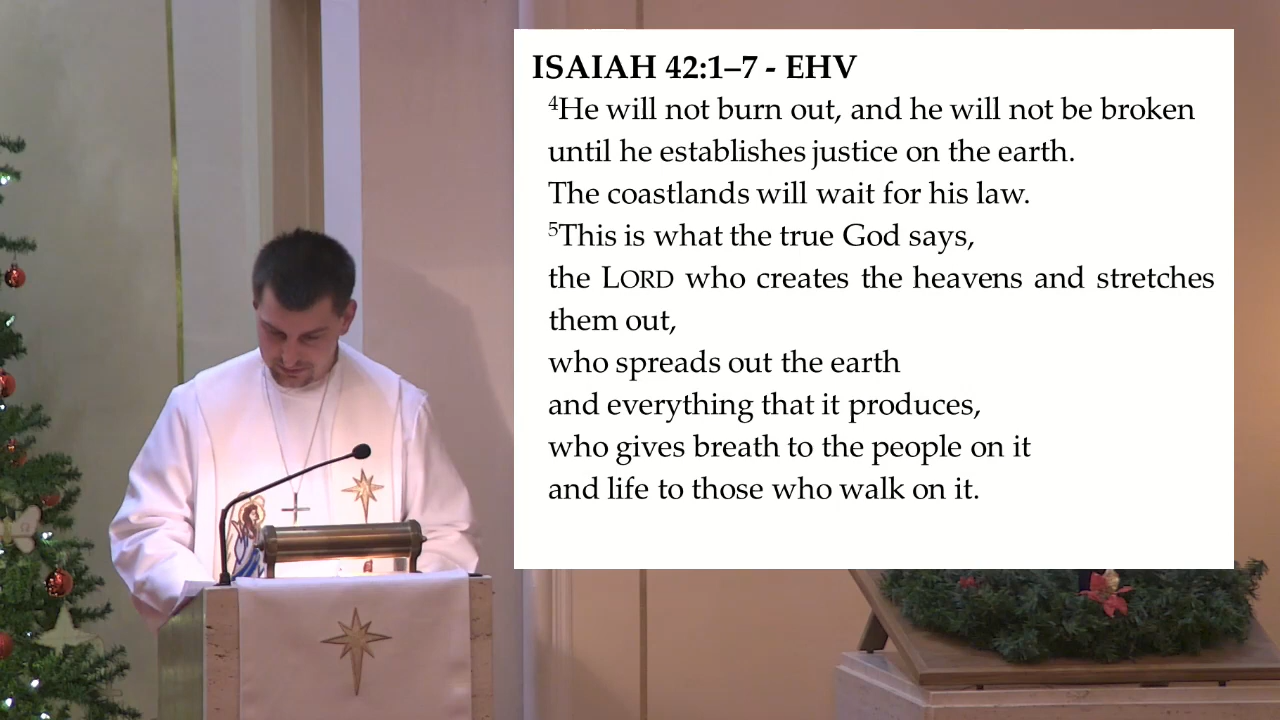 ISAIAH 42:1–7 - EHV
⁴He will not burn out, and he will not be broken
until he establishes justice on the earth.
The coastlands will wait for his law.
⁵This is what the true God says,
the LORD who creates the heavens and stretches
them out,
who spreads out the earth
and everything that it produces,
who gives breath to the people on it
and life to those who walk on it.